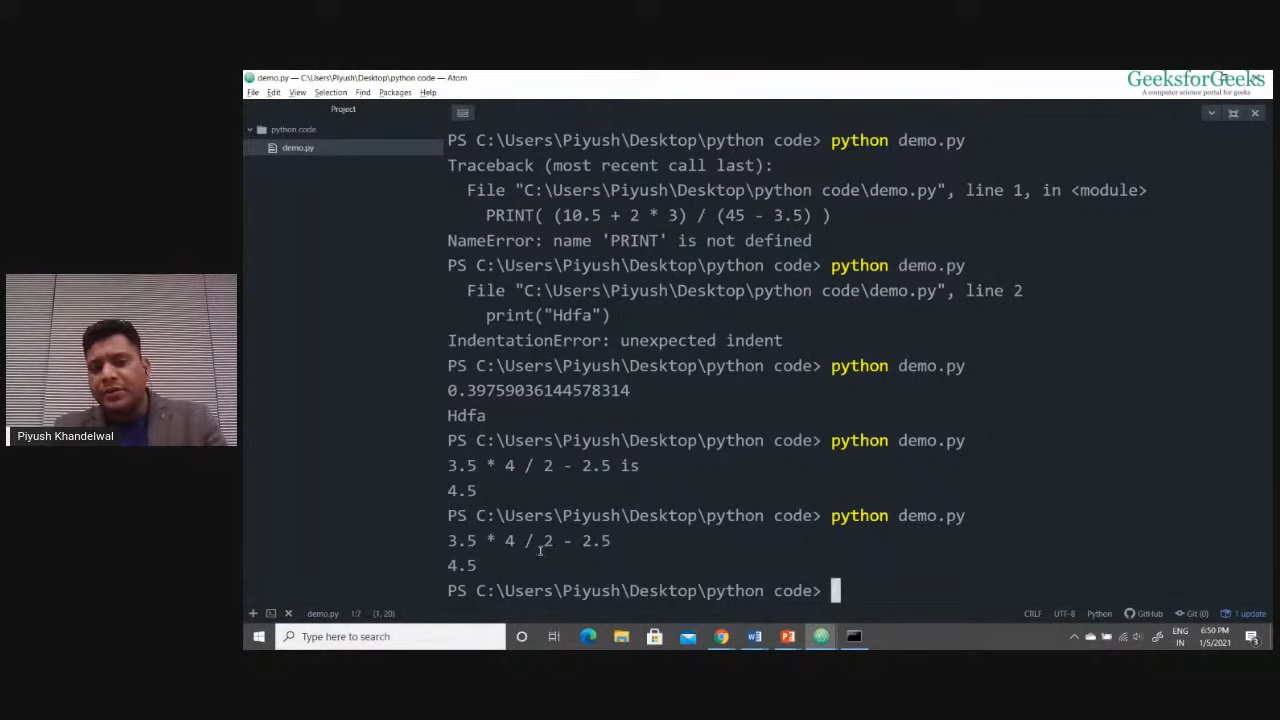 GeeksforGeeks
A computer science portal for geeks
demo.py — C:\Users\Piyush\Desktop\python code — Atom
File Edit View Selection Find Packages Help
Project
python code
demo.py
PS C:\Users\Piyush\Desktop\python code> python demo.py
Traceback (most recent call last):
File "C:\Users\Piyush\Desktop\python code\demo.py", line 1, in <module>
PRINT( (10.5 + 2 * 3) / (45 - 3.5) )
NameError: name 'PRINT' is not defined
PS C:\Users\Piyush\Desktop\python code> python demo.py
File "C:\Users\Piyush\Desktop\python code\demo.py", line 2
print("Hdfa")
IndentationError: unexpected indent
PS C:\Users\Piyush\Desktop\python code> python demo.py
0.39759036144578314
Hdfa
PS C:\Users\Piyush\Desktop\python code> python demo.py
3.5 * 4 / 2 - 2.5 is
4.5
PS C:\Users\Piyush\Desktop\python code> python demo.py
3.5 * 4 / 2 - 2.5
4.5
PS C:\Users\Piyush\Desktop\python code>
Piyush Khandelwal
demo.py 1:7 (1, 20) CRLF UTF-8 Python GitHub Git (0) 1 update
Type here to search
ENG
IN
6:50 PM
1/5/2021